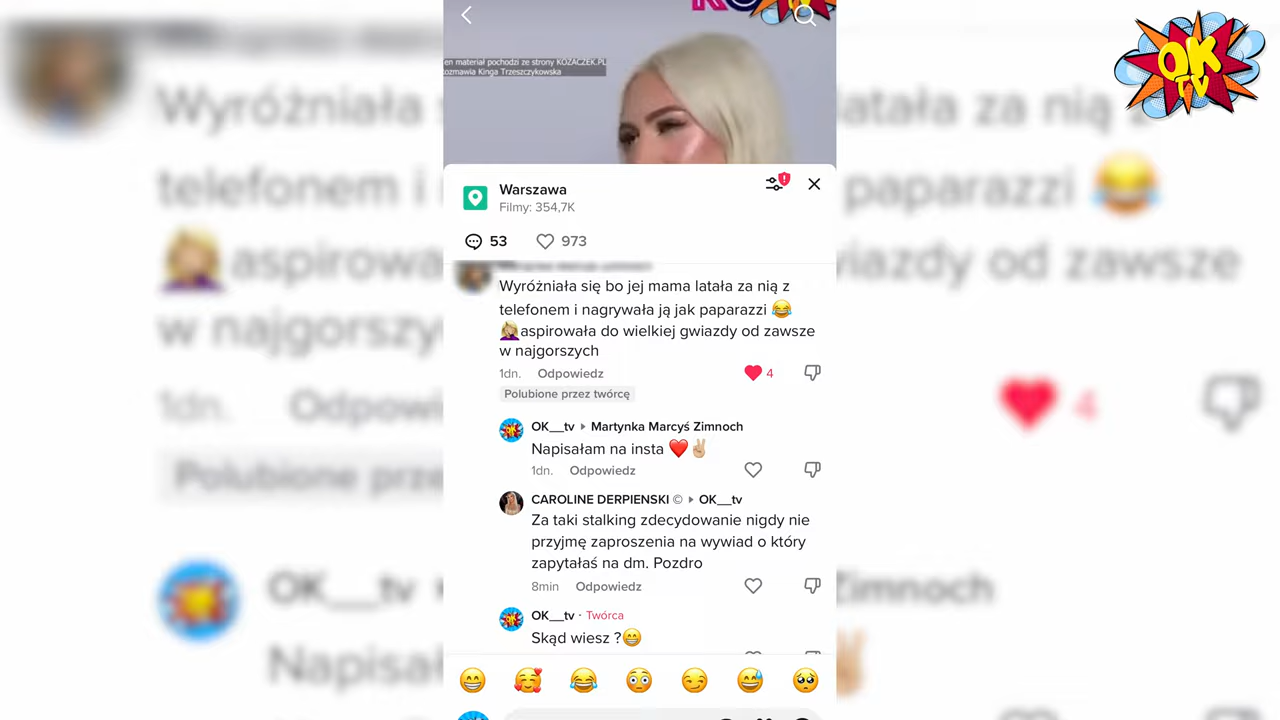 OK
TV
en materiał pochodzi ze strony KOZACZEK.PL
ozmawia Kinga Trzeszczykowska
Warszawa
Filmy: 354,7K
53
973
Wyróżniała się bo jej mama latała za nią z
telefonem i nagrywała ją jak paparazzi 😂
🤦🏼‍♀️aspirowała do wielkiej gwiazdy od zawsze
w najgorszych
1dn. Odpowiedz
4
Polubione przez twórcę
OK__tv ▸ Martynka Marcyś Zimnoch
Napisałam na insta ❤️✌🏼
1dn. Odpowiedz
CAROLINE DERPIENSKI © ▸ OK__tv
Za taki stalking zdecydowanie nigdy nie
przyjmę zaproszenia na wywiad o który
zapytałaś na dm. Pozdro
8min Odpowiedz
OK__tv · Twórca
Skąd wiesz ?😁